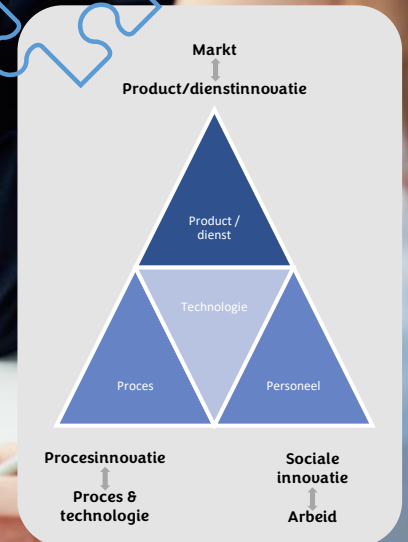 Markt
Product/dienstinnovatie
Product /
dienst
Technologie
Proces
Personeel
Procesinnovatie
Proces &
technologie
Sociale
innovatie
Arbeid